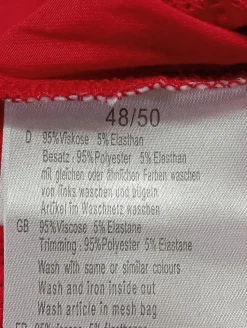 48/50
D 95%Viskose 5%Elasthan
Besatz : 95%Polyester 5%Elasthan
mit gleichen oder ähnlichen Farben waschen
von links waschen und bügeln
Artikel im Waschnetz waschen
GB 95%Viscose 5%Elastane
Trimming : 95%Polyester 5%Elastane
Wash with same or similar colours
Wash and iron inside out
Wash article in mesh bag